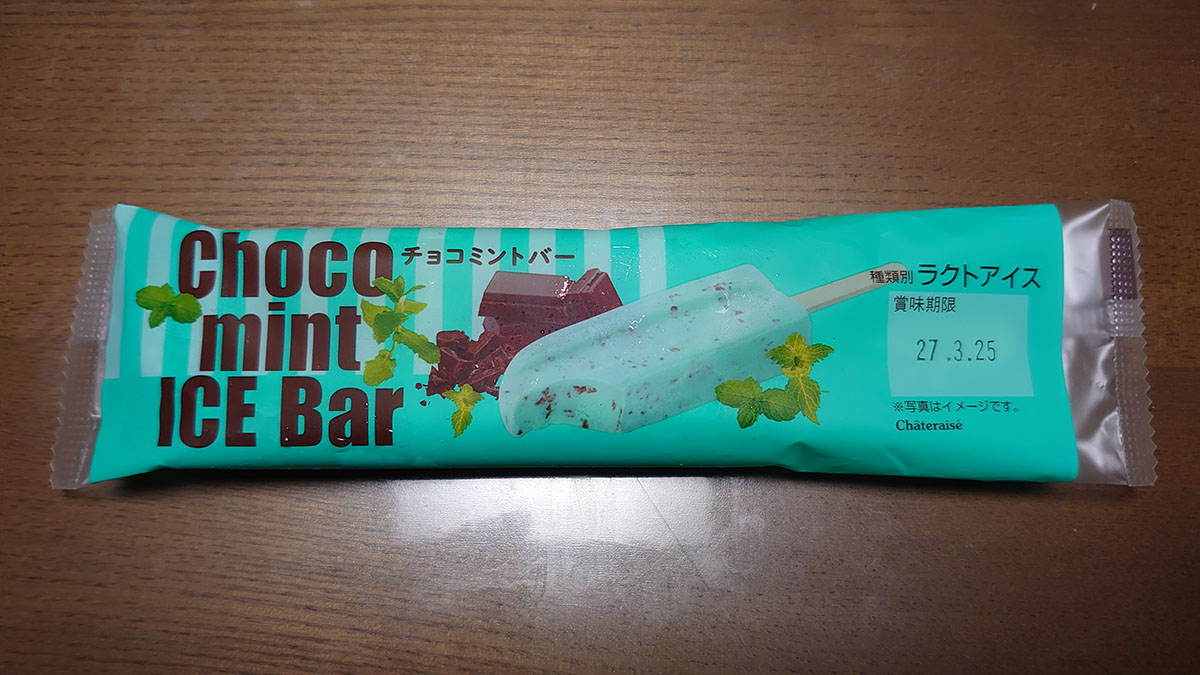 Choco
mint
ICE Bar
チョコミントバー
種類別 ラクトアイス
賞味期限
27.3.25
※写真はイメージです。
Châteraisé